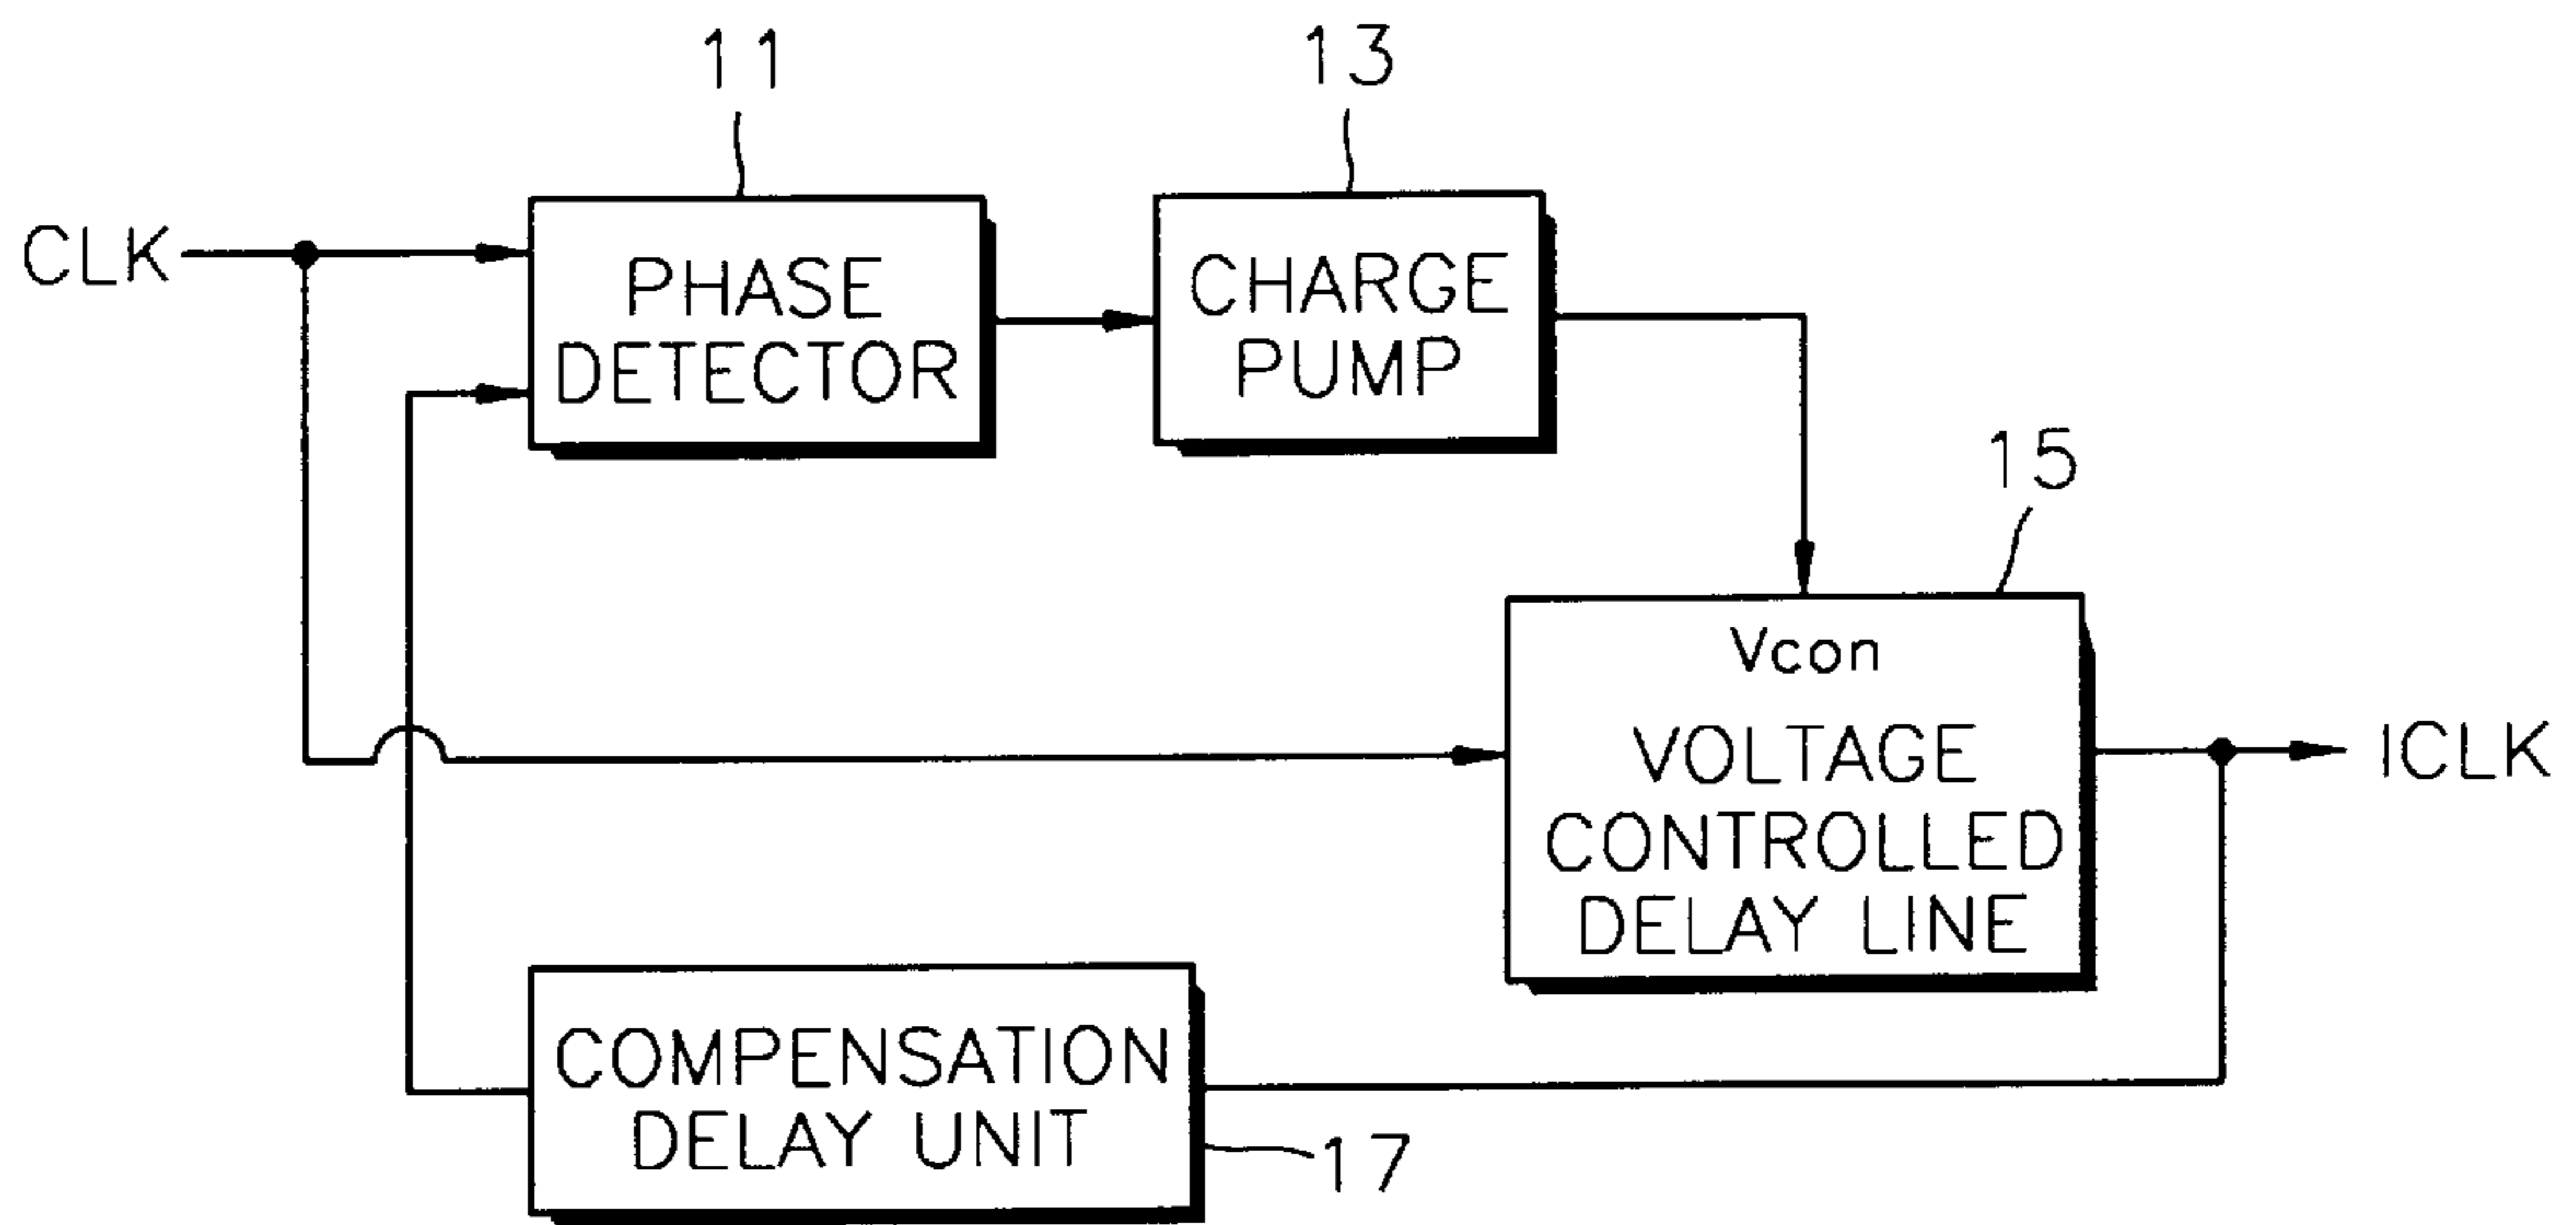 11
13
CLK
PHASE
DETECTOR
CHARGE
PUMP
15
Vcon
VOLTAGE
CONTROLLED
DELAY LINE
ICLK
COMPENSATION
DELAY UNIT
17